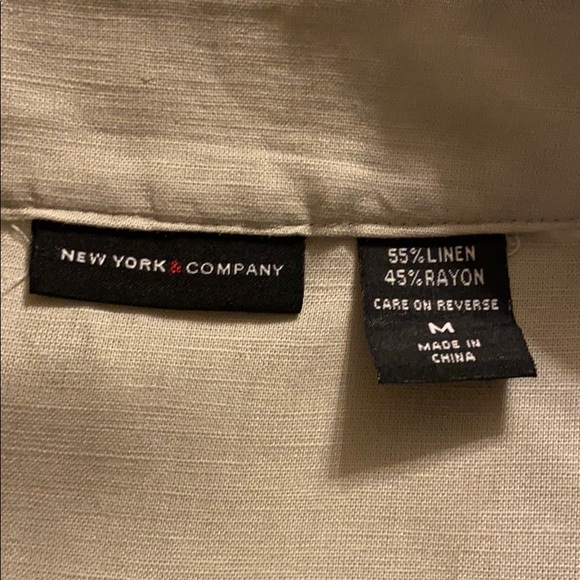 NEW YORK & COMPANY
55% LINEN
45% RAYON
CARE ON REVERSE
M
MADE IN
CHINA